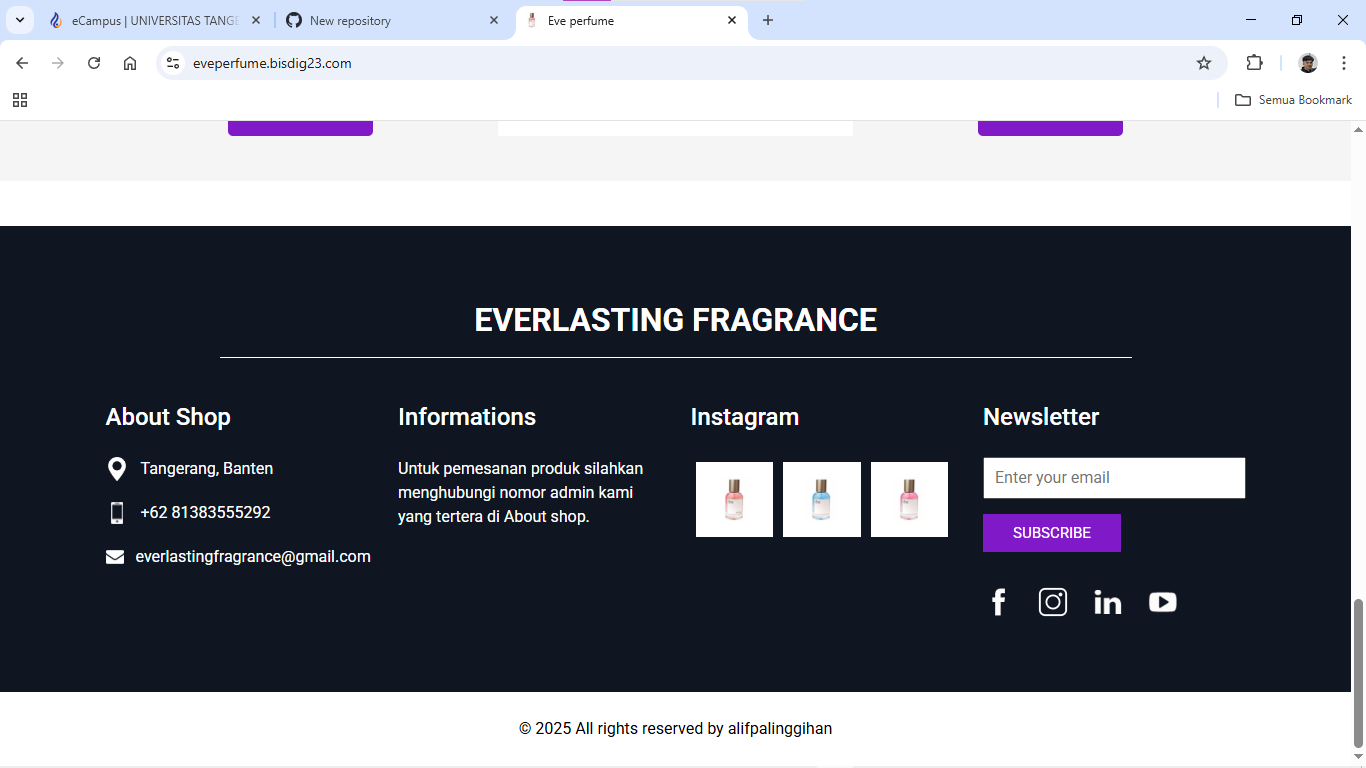 eCampus | UNIVERSITAS TANGE
New repository
Eve perfume
eveperfume.bisdig23.com
Semua Bookmark
EVERLASTING FRAGRANCE
About Shop
Tangerang, Banten
+62 81383555292
everlastingfragrance@gmail.com
Informations
Untuk pemesanan produk silahkan
menghubungi nomor admin kami
yang tertera di About shop.
Instagram
Newsletter
Enter your email
SUBSCRIBE
© 2025 All rights reserved by alifpalinggihan